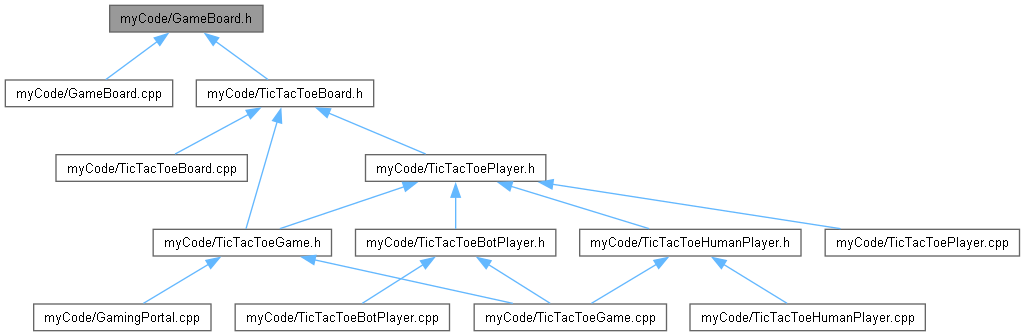 myCode/GameBoard.h
myCode/GameBoard.cpp
myCode/TicTacToeBoard.h
myCode/TicTacToeBoard.cpp
myCode/TicTacToePlayer.h
myCode/TicTacToeGame.h
myCode/TicTacToeBotPlayer.h
myCode/TicTacToeHumanPlayer.h
myCode/TicTacToePlayer.cpp
myCode/GamingPortal.cpp
myCode/TicTacToeBotPlayer.cpp
myCode/TicTacToeGame.cpp
myCode/TicTacToeHumanPlayer.cpp